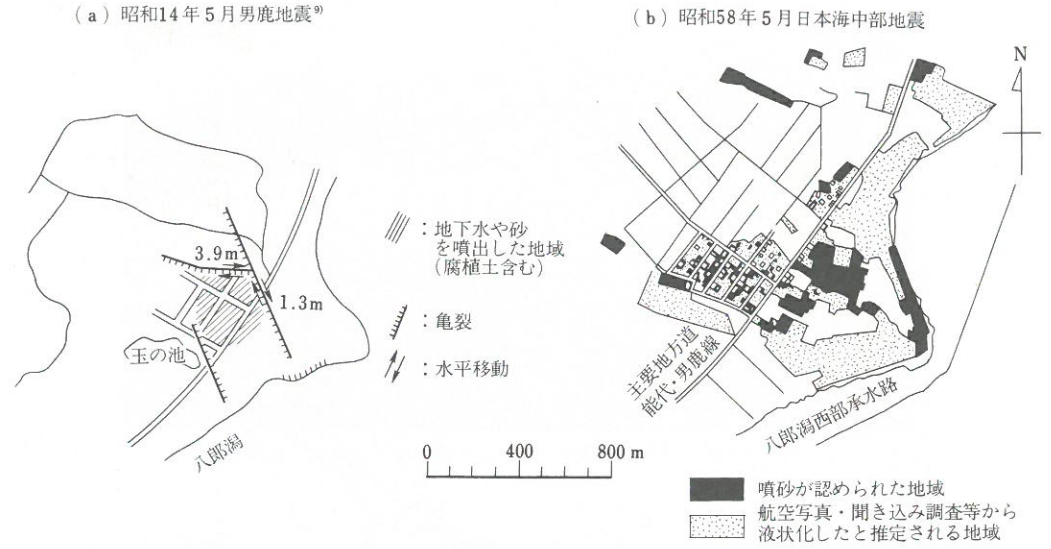 (a) 昭和14年5月男鹿地震⁹⁾
3.9m
1.3m
玉の池
八郎潟
：地下水や砂
を噴出した地域
(腐植土含む)
：亀裂
：水平移動
0 400 800 m
(b) 昭和58年5月日本海中部地震
N
主要地方道
能代・男鹿線
八郎潟西部承水路
噴砂が認められた地域
航空写真・聞き込み調査等から
液状化したと推定される地域